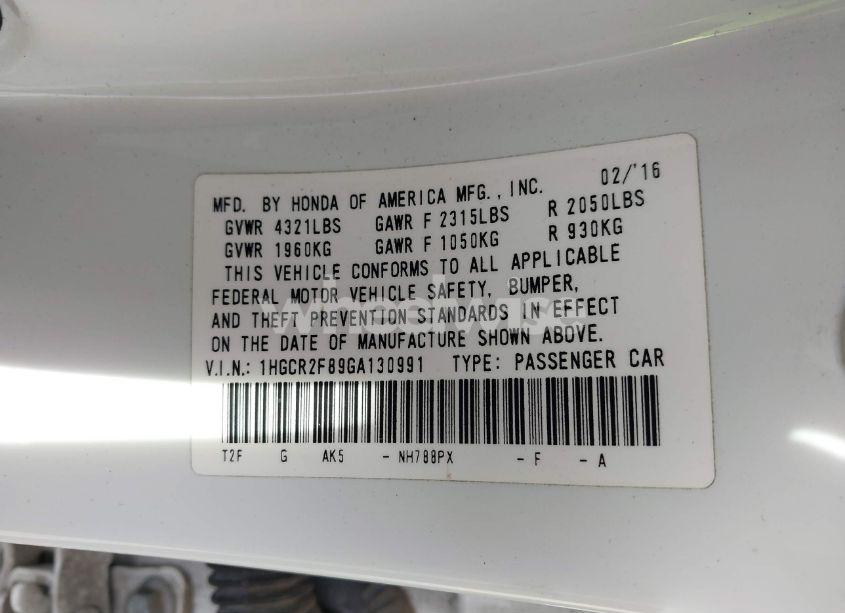 MFD. BY HONDA OF AMERICA MFG., INC. 02/'16
GVWR 4321LBS GAWR F 2315LBS R 2050LBS
GVWR 1960KG GAWR F 1050KG R 930KG
THIS VEHICLE CONFORMS TO ALL APPLICABLE
FEDERAL MOTOR VEHICLE SAFETY, BUMPER,
AND THEFT PREVENTION STANDARDS IN EFFECT
ON THE DATE OF MANUFACTURE SHOWN ABOVE.
V.I.N.: 1HGCR2F89GA130991 TYPE: PASSENGER CAR
T2F G AK5 - NH788PX - F - A